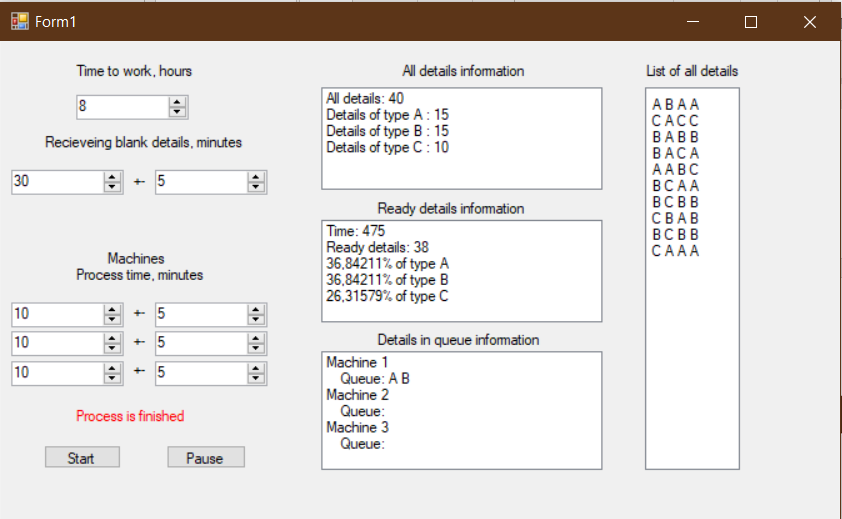 Form1
Time to work, hours
8
Recieveing blank details, minutes
30 +- 5
Machines
Process time, minutes
10 +- 5
10 +- 5
10 +- 5
Process is finished
Start Pause
All details information
All details: 40
Details of type A : 15
Details of type B : 15
Details of type C : 10
Ready details information
Time: 475
Ready details: 38
36,84211% of type A
36,84211% of type B
26,31579% of type C
Details in queue information
Machine 1
Queue: A B
Machine 2
Queue:
Machine 3
Queue:
List of all details
A B A A
C A C C
B A B B
B A C A
A A B C
B C A A
B C B B
C B A B
B C B B
C A A A